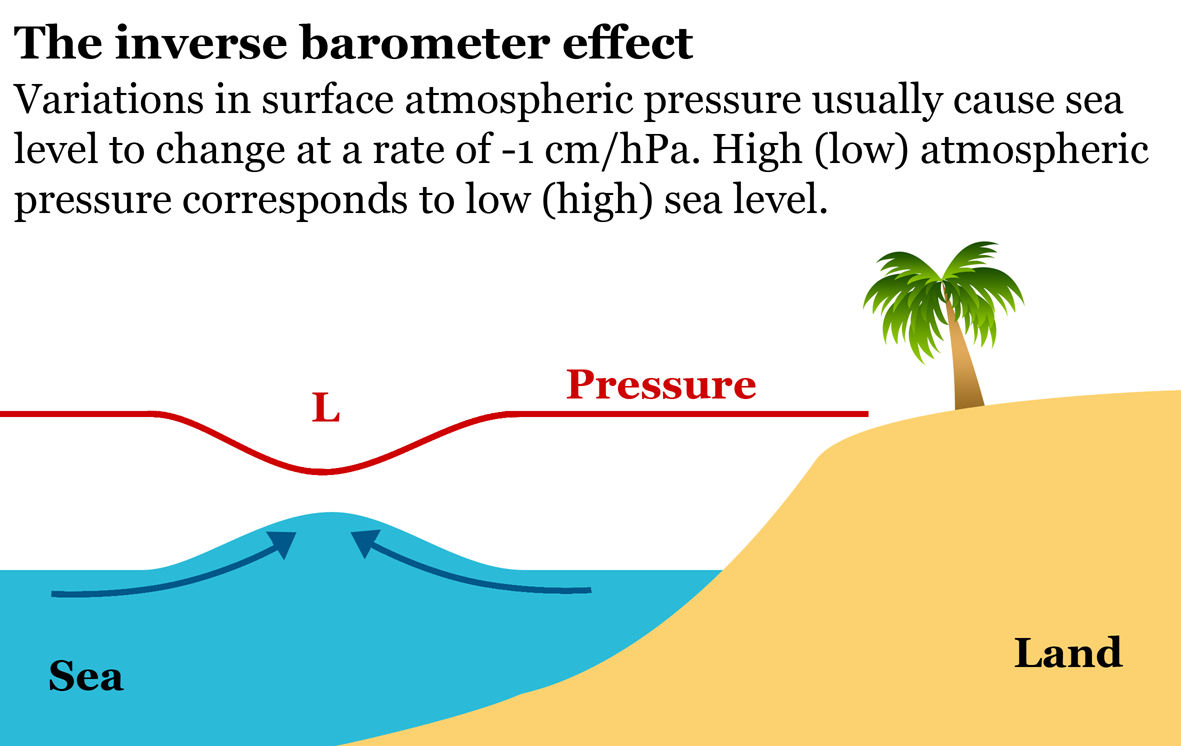 The inverse barometer effect
Variations in surface atmospheric pressure usually cause sea
level to change at a rate of -1 cm/hPa. High (low) atmospheric
pressure corresponds to low (high) sea level.
Pressure
L
Land
Sea